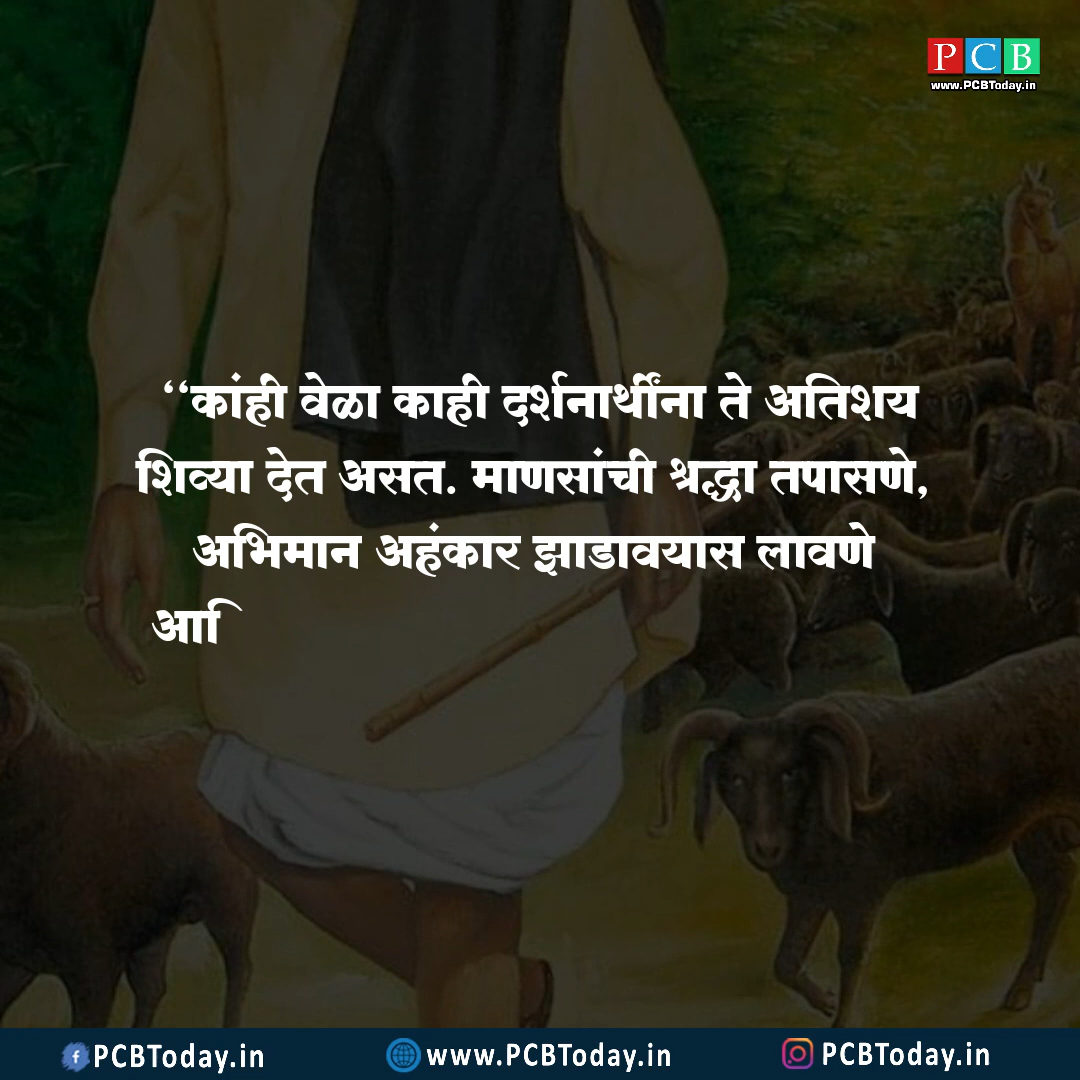 PCB
www.PCBToday.in
“कांही वेळा काही दर्शनार्थींना ते अतिशय
शिव्या देत असत. माणसांची श्रद्धा तपासणे,
अभिमान अहंकार झाडावयास लावणे
आि
PCBToday.in
www.PCBToday.in
PCBToday.in